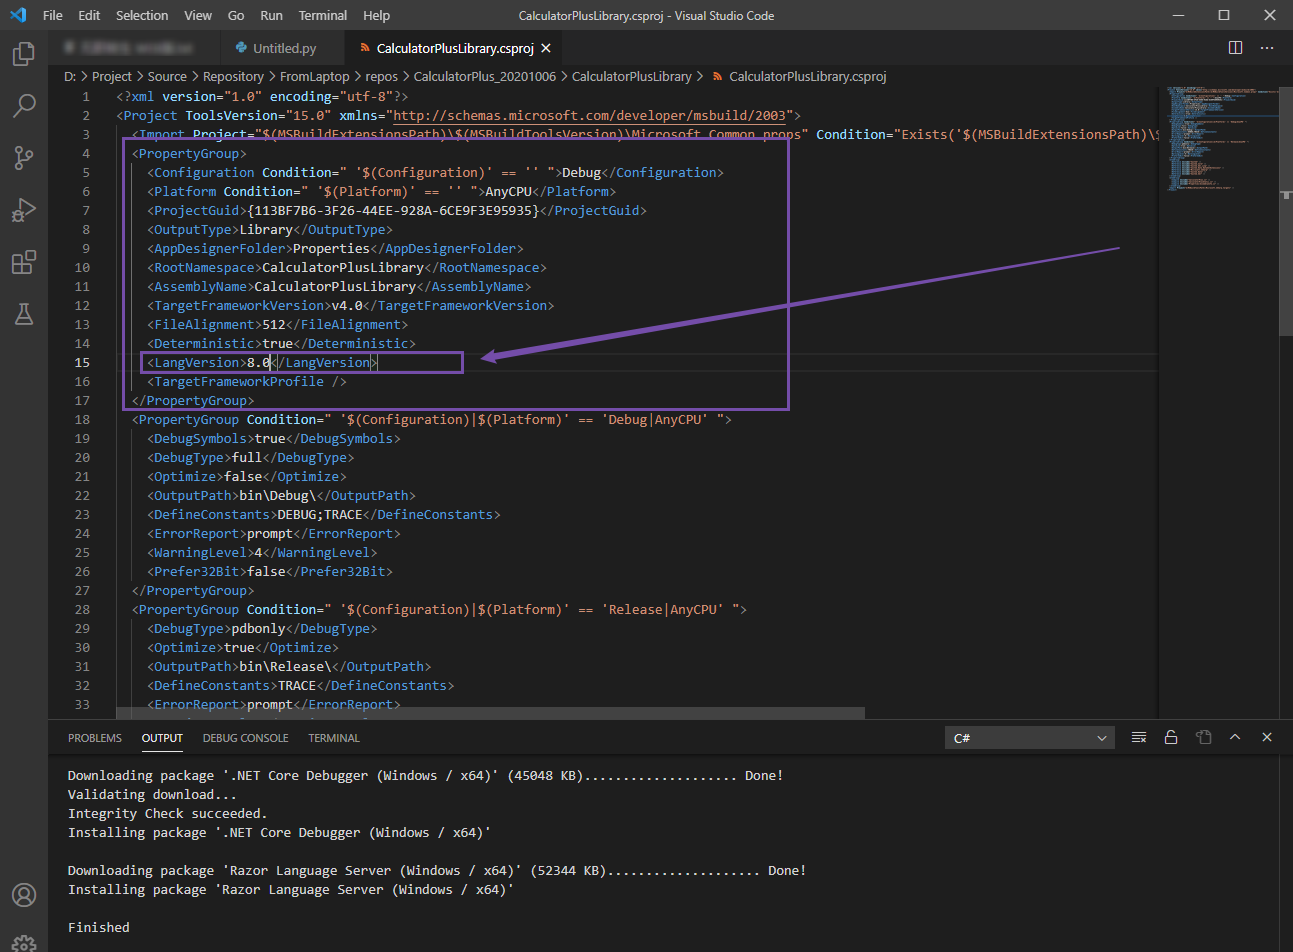 File Edit Selection View Go Run Terminal Help CalculatorPlusLibrary.csproj - Visual Studio Code
Untitled.py CalculatorPlusLibrary.csproj
D: > Project > Source > Repository > FromLaptop > repos > CalculatorPlus_20201006 > CalculatorPlusLibrary > CalculatorPlusLibrary.csproj
1 <?xml version="1.0" encoding="utf-8"?>
2 <Project ToolsVersion="15.0" xmlns="http://schemas.microsoft.com/developer/msbuild/2003">
3 <Import Project="$(MSBuildExtensionsPath)\$(MSBuildToolsVersion)\Microsoft.Common.props" Condition="Exists('$(MSBuildExtensionsPath)\$
4 <PropertyGroup>
5 <Configuration Condition=" '$(Configuration)' == '' ">Debug</Configuration>
6 <Platform Condition=" '$(Platform)' == '' ">AnyCPU</Platform>
7 <ProjectGuid>{113BF7B6-3F26-44EE-928A-6CE9F3E95935}</ProjectGuid>
8 <OutputType>Library</OutputType>
9 <AppDesignerFolder>Properties</AppDesignerFolder>
10 <RootNamespace>CalculatorPlusLibrary</RootNamespace>
11 <AssemblyName>CalculatorPlusLibrary</AssemblyName>
12 <TargetFrameworkVersion>v4.0</TargetFrameworkVersion>
13 <FileAlignment>512</FileAlignment>
14 <Deterministic>true</Deterministic>
15 <LangVersion>8.0</LangVersion>
16 <TargetFrameworkProfile />
17 </PropertyGroup>
18 <PropertyGroup Condition=" '$(Configuration)|$(Platform)' == 'Debug|AnyCPU' ">
19 <DebugSymbols>true</DebugSymbols>
20 <DebugType>full</DebugType>
21 <Optimize>false</Optimize>
22 <OutputPath>bin\Debug\</OutputPath>
23 <DefineConstants>DEBUG;TRACE</DefineConstants>
24 <ErrorReport>prompt</ErrorReport>
25 <WarningLevel>4</WarningLevel>
26 <Prefer32Bit>false</Prefer32Bit>
27 </PropertyGroup>
28 <PropertyGroup Condition=" '$(Configuration)|$(Platform)' == 'Release|AnyCPU' ">
29 <DebugType>pdbonly</DebugType>
30 <Optimize>true</Optimize>
31 <OutputPath>bin\Release\</OutputPath>
32 <DefineConstants>TRACE</DefineConstants>
33 <ErrorReport>prompt</ErrorReport>
PROBLEMS OUTPUT DEBUG CONSOLE TERMINAL C#
Downloading package '.NET Core Debugger (Windows / x64)' (45048 KB).................... Done!
Validating download...
Integrity Check succeeded.
Installing package '.NET Core Debugger (Windows / x64)'
Downloading package 'Razor Language Server (Windows / x64)' (52344 KB).................... Done!
Installing package 'Razor Language Server (Windows / x64)'
Finished